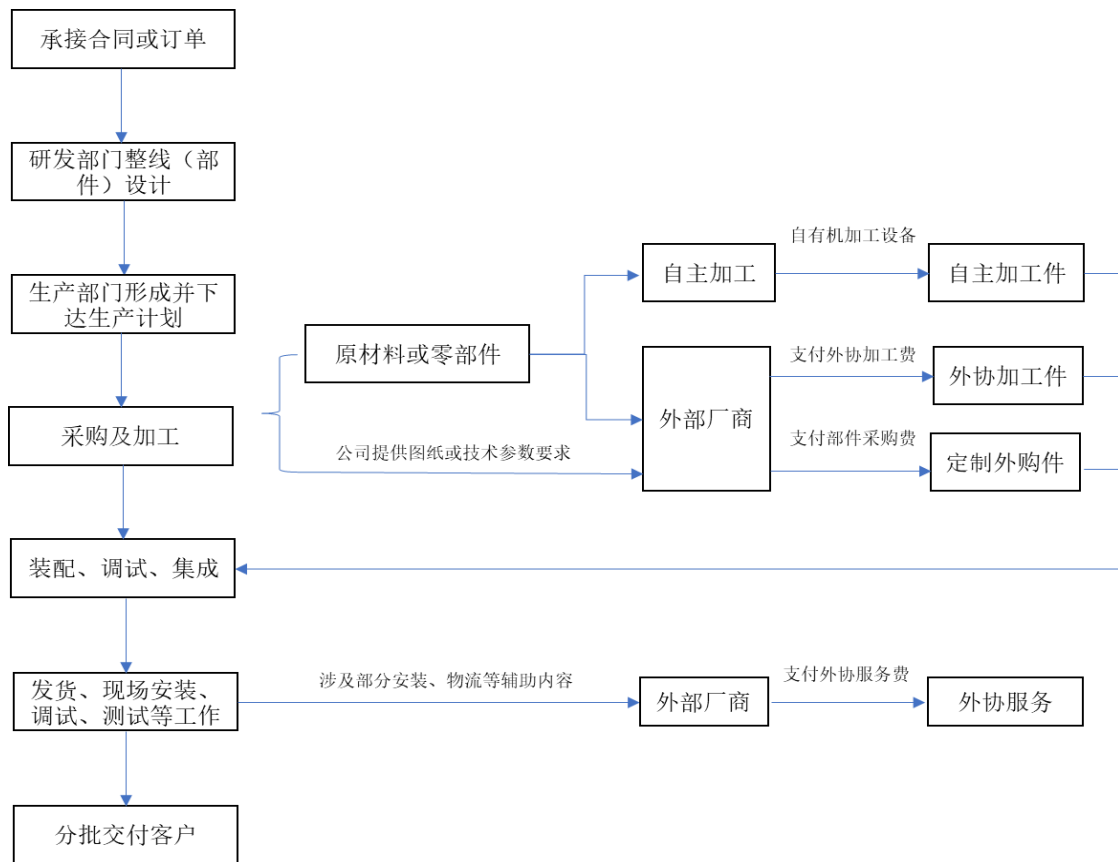 承接合同或订单
研发部门整线（部
件）设计
生产部门形成并下
达生产计划
采购及加工
原材料或零部件
公司提供图纸或技术参数要求
自主加工
自有机加工设备
自主加工件
外部厂商
支付外协加工费
外协加工件
支付部件采购费
定制外购件
装配、调试、集成
发货、现场安装、
调试、测试等工作
涉及部分安装、物流等辅助内容
外部厂商
支付外协服务费
外协服务
分批交付客户